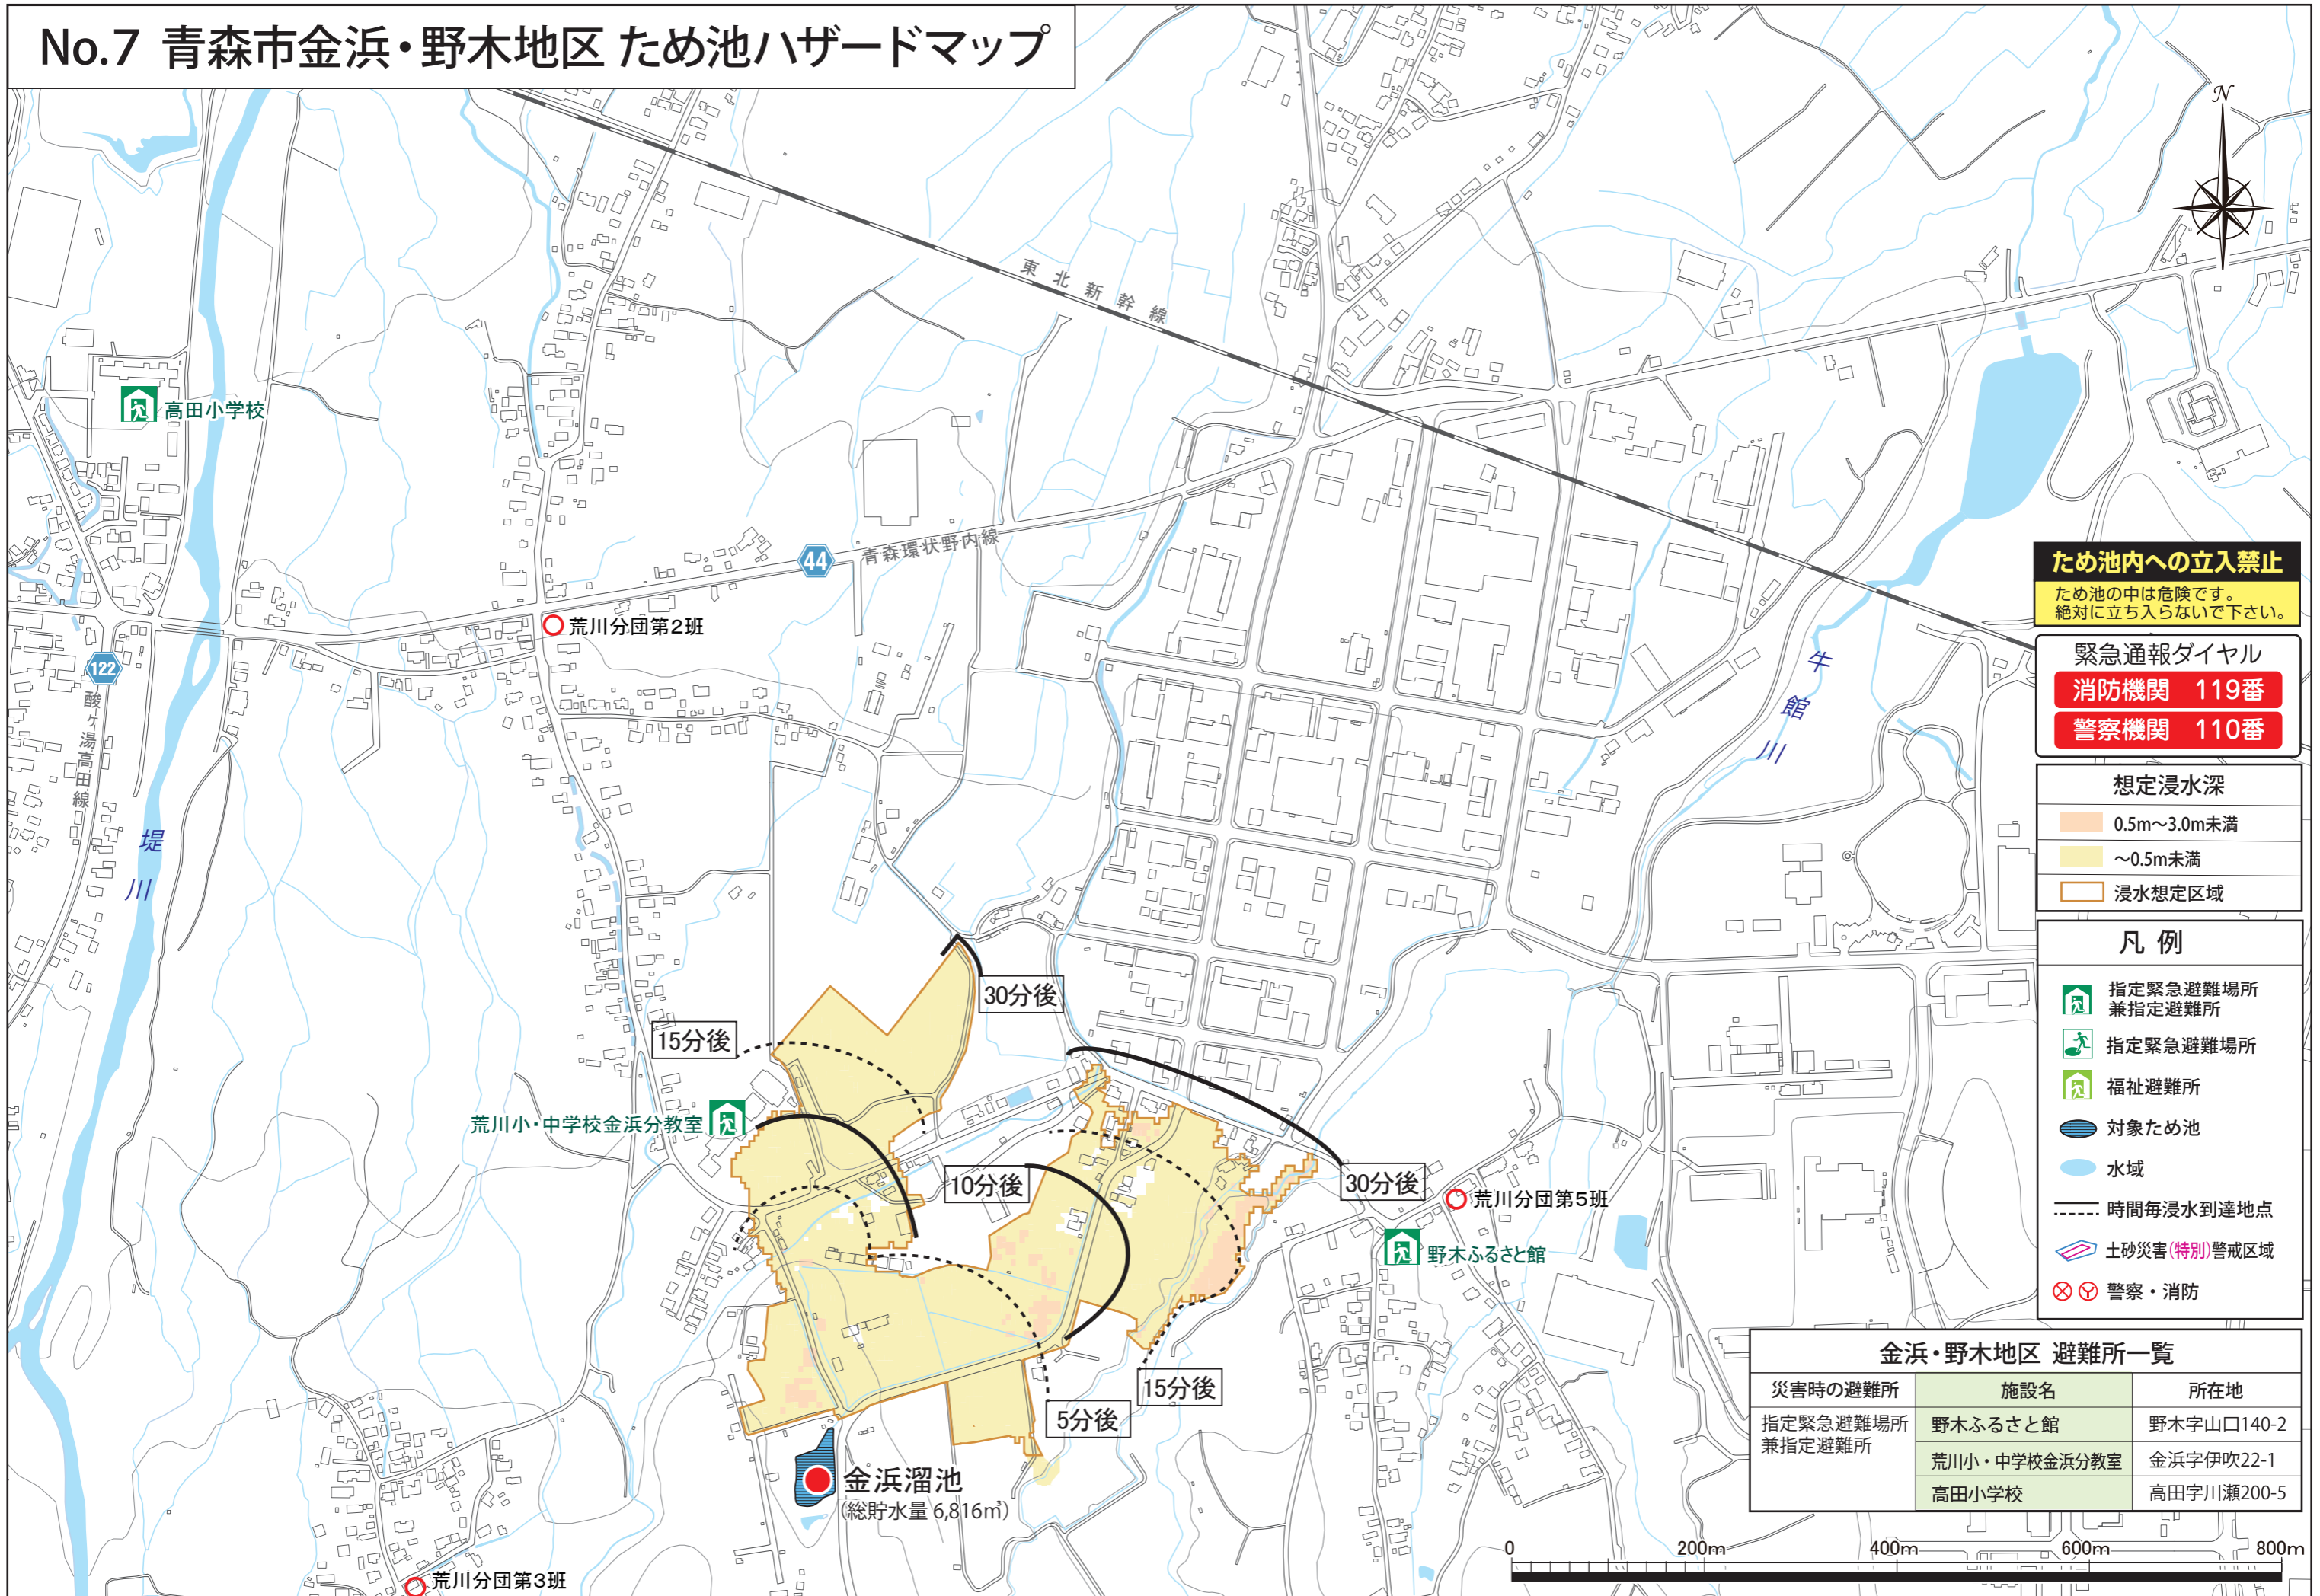 No.7 青森市金浜・野木地区 ため池ハザードマップ
N
東北新幹線
高田小学校
44
青森環状野内線
荒川分団第2班
122
酸ヶ湯高田線
堤川
牛館川
ため池内への立入禁止
ため池の中は危険です。
絶対に立ち入らないで下さい。
緊急通報ダイヤル
消防機関 119番
警察機関 110番
想定浸水深
0.5m～3.0m未満
～0.5m未満
浸水想定区域
凡 例
指定緊急避難場所
兼指定避難所
指定緊急避難場所
福祉避難所
対象ため池
水域
時間毎浸水到達地点
土砂災害(特別)警戒区域
警察・消防
30分後
15分後
荒川小・中学校金浜分教室
10分後
30分後
荒川分団第5班
野木ふるさと館
15分後
5分後
金浜溜池
(総貯水量 6,816㎥)
荒川分団第3班
金浜・野木地区 避難所一覧
災害時の避難所 施設名 所在地
指定緊急避難場所
兼指定避難所
野木ふるさと館 野木字山口140-2
荒川小・中学校金浜分教室 金浜字伊吹22-1
高田小学校 高田字川瀬200-5
0 200m 400m 600m 800m